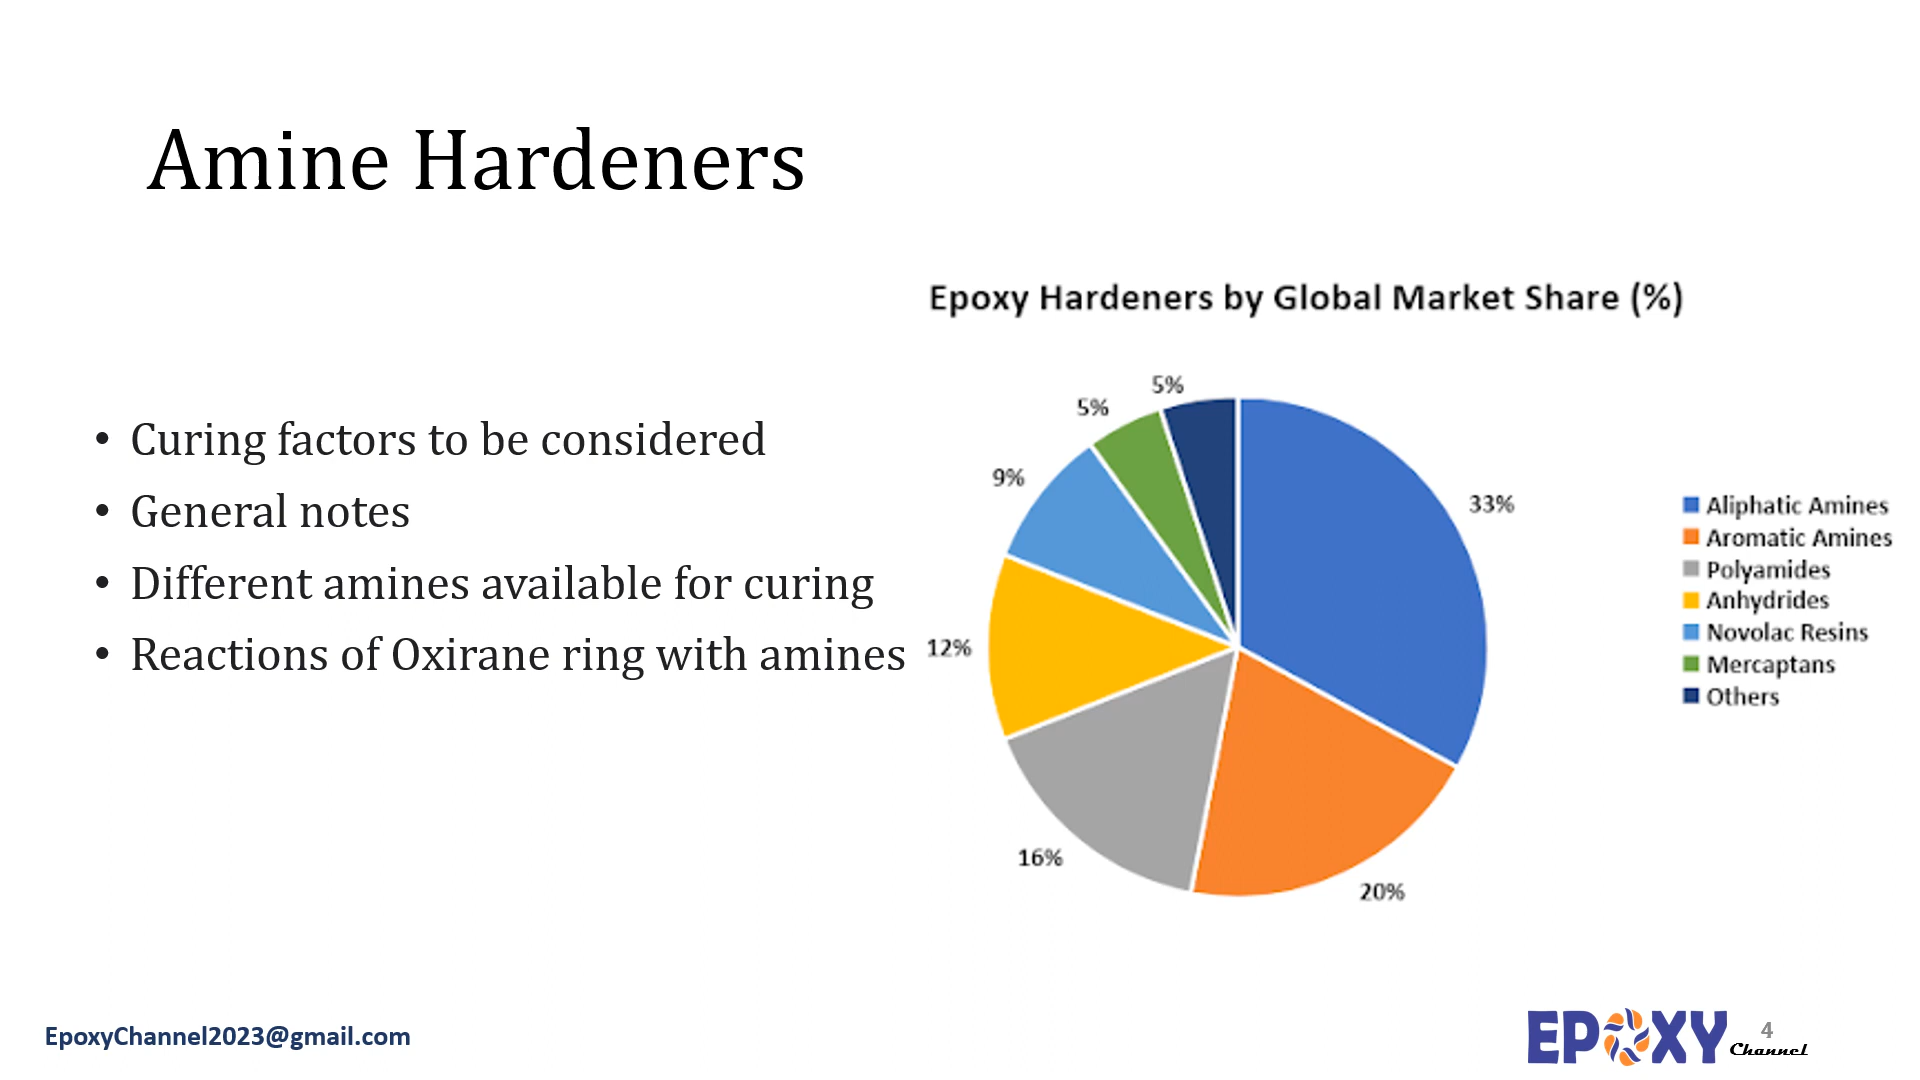 Amine Hardeners
• Curing factors to be considered
• General notes
• Different amines available for curing
• Reactions of Oxirane ring with amines
Epoxy Hardeners by Global Market Share (%)
5%
5%
9%
12%
16%
20%
33%
Aliphatic Amines
Aromatic Amines
Polyamides
Anhydrides
Novolac Resins
Mercaptans
Others
EpoxyChannel2023@gmail.com
EPOXY
Channel
4